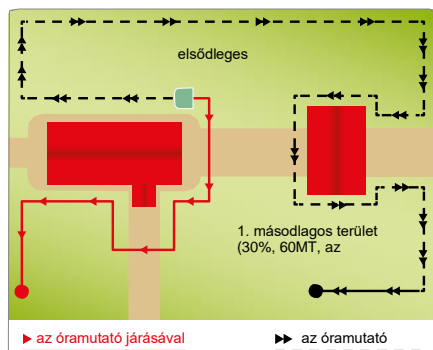 elsődleges
1. másodlagos terület
(30%, 60MT, az
az óramutató járásával
az óramutató